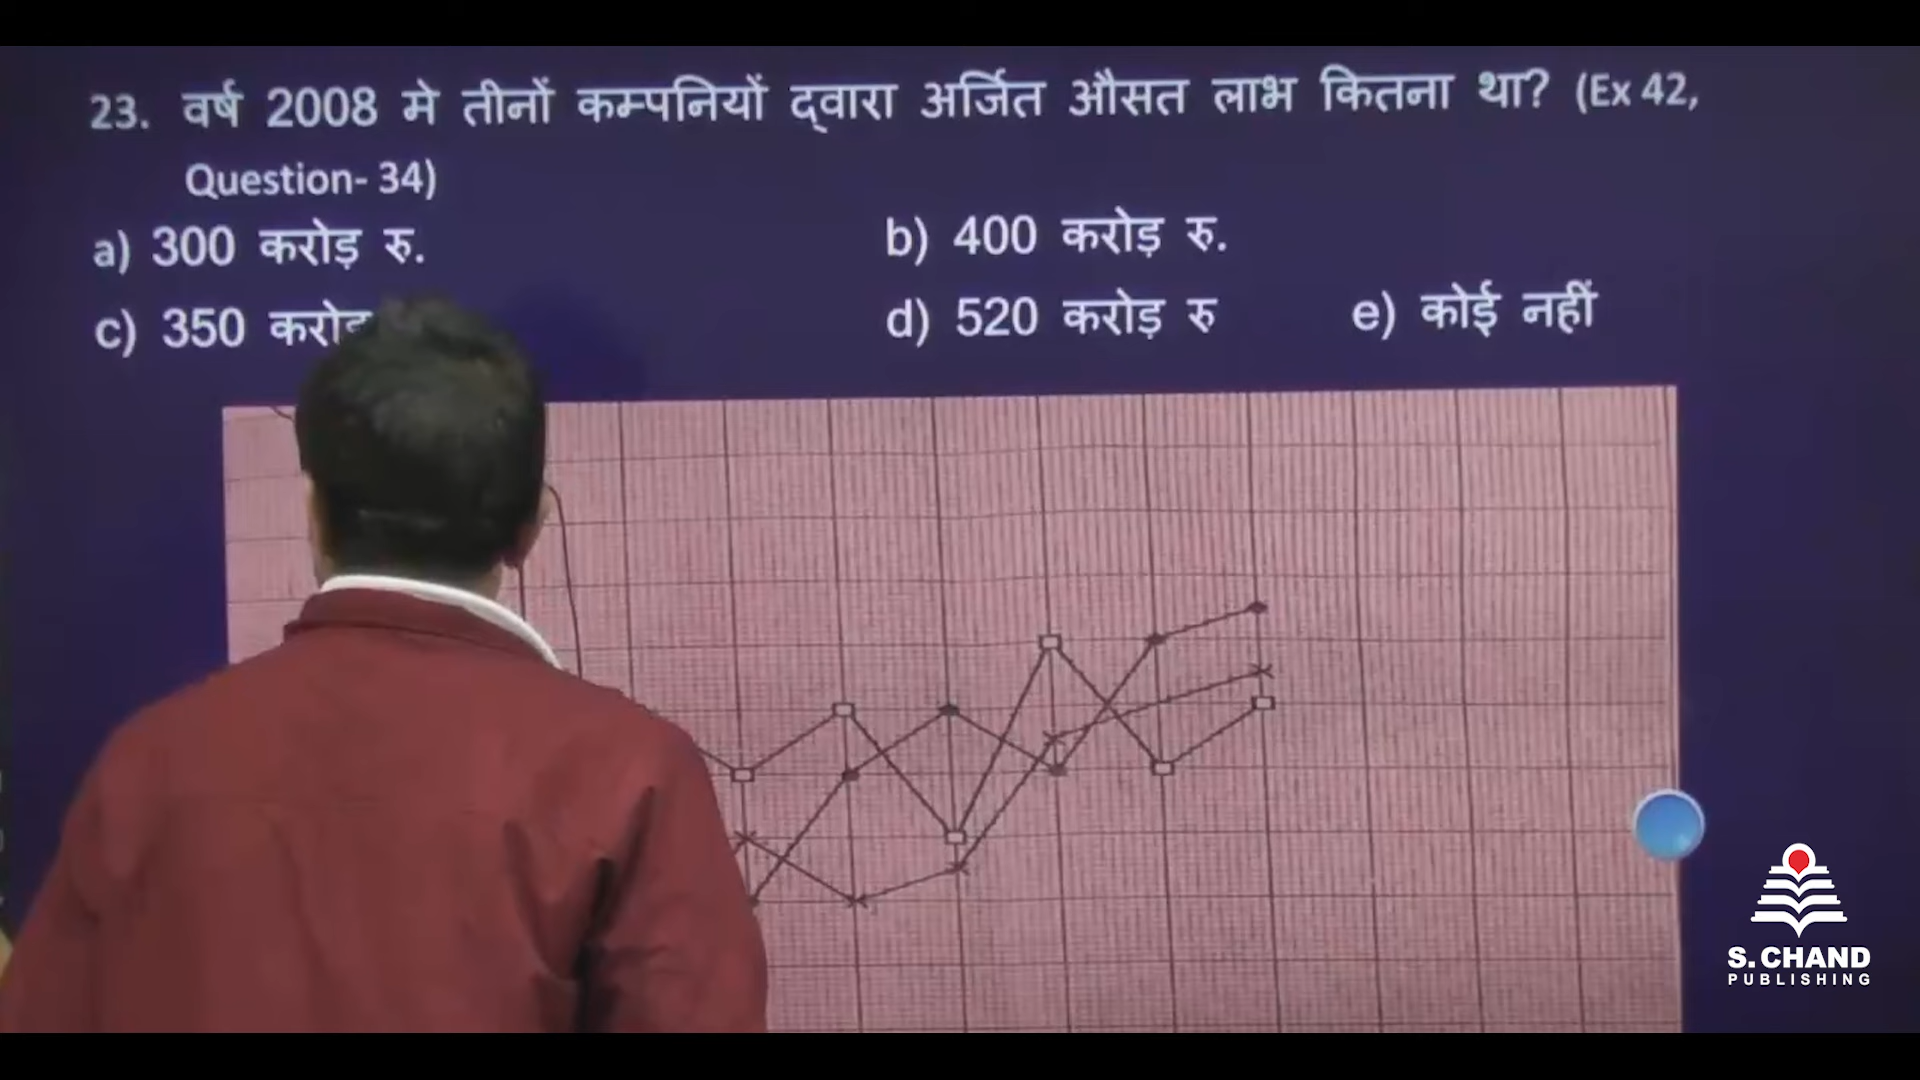 23. वर्ष 2008 मे तीनों कम्पनियों द्वारा अर्जित औसत लाभ कितना था? (Ex 42,
Question- 34)
a) 300 करोड़ रु.
b) 400 करोड़ रु.
c) 350 करोड़
d) 520 करोड़ रु
e) कोई नहीं
S. CHAND
PUBLISHING